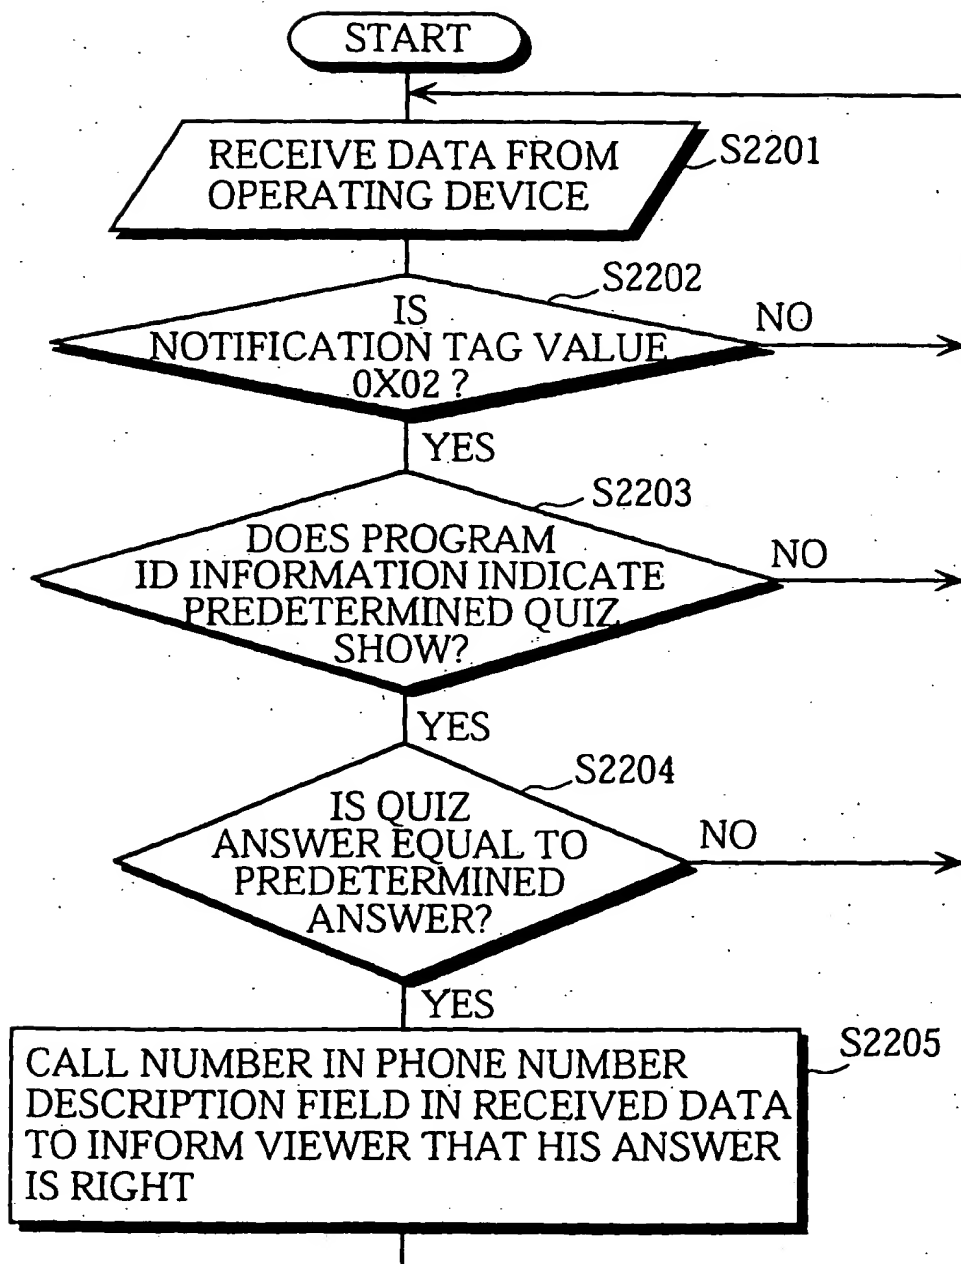 START
RECEIVE DATA FROM
OPERATING DEVICE
S2201
S2202
IS
NOTIFICATION TAG VALUE
0X02 ?
NO
YES
S2203
DOES PROGRAM
ID INFORMATION INDICATE
PREDETERMINED QUIZ
SHOW?
NO
YES
S2204
IS QUIZ
ANSWER EQUAL TO
PREDETERMINED
ANSWER?
NO
YES
S2205
CALL NUMBER IN PHONE NUMBER
DESCRIPTION FIELD IN RECEIVED DATA
TO INFORM VIEWER THAT HIS ANSWER
IS RIGHT